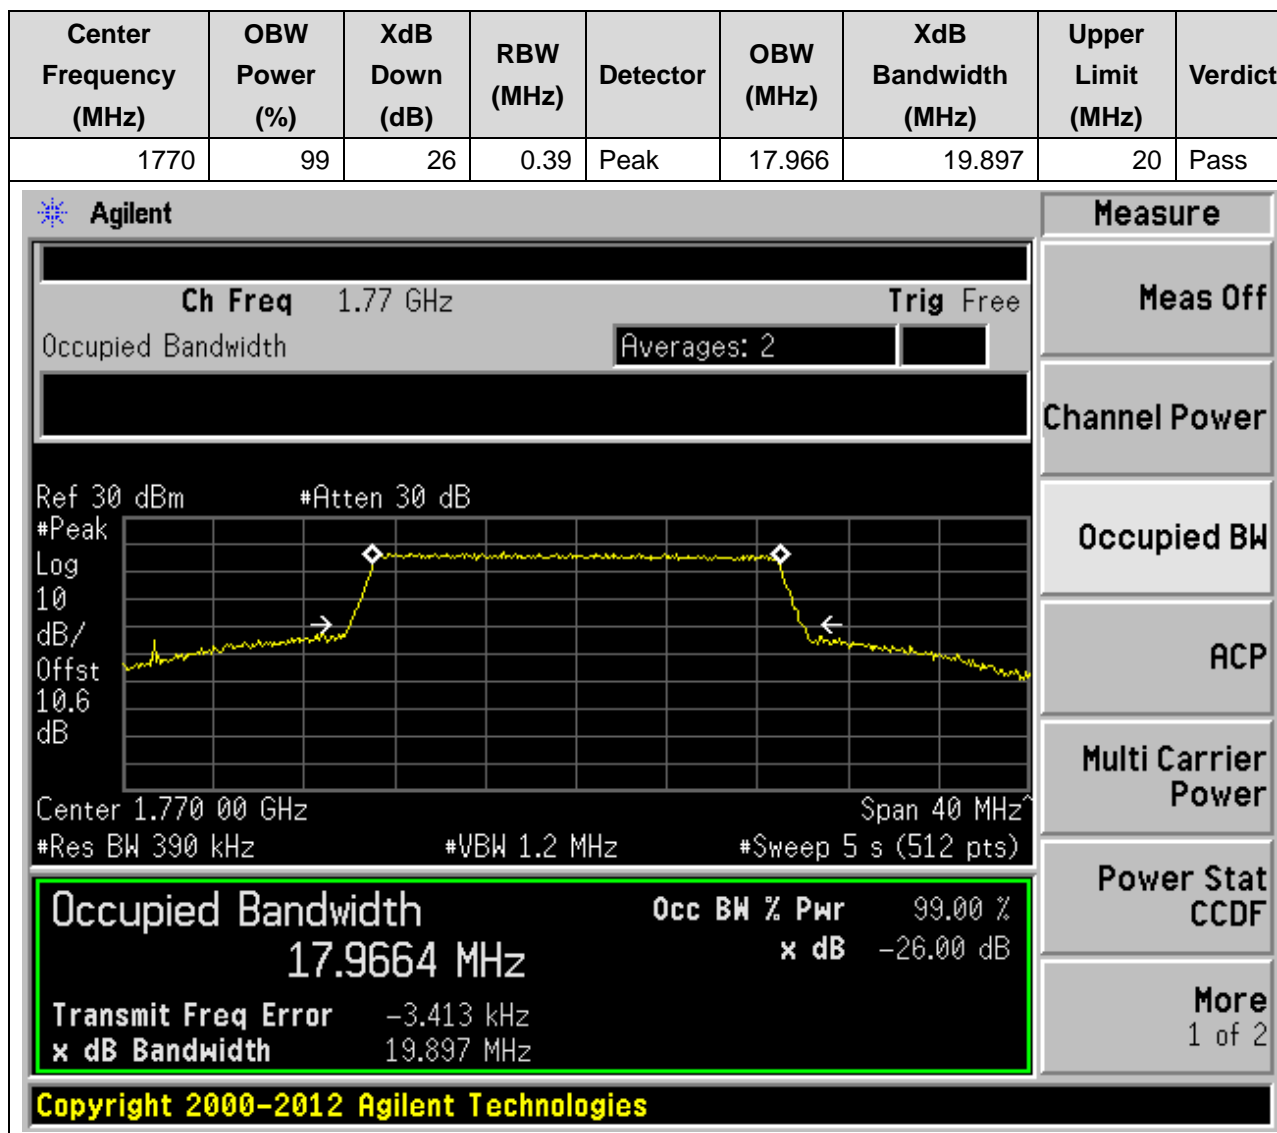 Center Frequency (MHz) OBW Power (%) XdB Down (dB) RBW (MHz) Detector OBW (MHz) XdB Bandwidth (MHz) Upper Limit (MHz) Verdict
1770 99 26 0.39 Peak 17.966 19.897 20 Pass
Agilent
Measure
Ch Freq 1.77 GHz Trig Free
Occupied Bandwidth Averages: 2
Ref 30 dBm #Atten 30 dB
#Peak
Log
10
dB/
Offst
10.6
dB
Center 1.770 00 GHz Span 40 MHz^
#Res BW 390 kHz #VBW 1.2 MHz #Sweep 5 s (512 pts)
Occupied Bandwidth
17.9664 MHz
Occ BW % Pwr 99.00 %
x dB -26.00 dB
Transmit Freq Error -3.413 kHz
x dB Bandwidth 19.897 MHz
Meas Off
Channel Power
Occupied BW
ACP
Multi Carrier
Power
Power Stat
CCDF
More
1 of 2
Copyright 2000-2012 Agilent Technologies